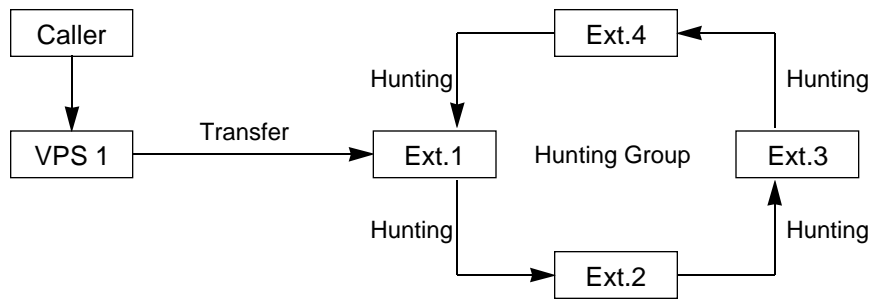 Caller
Ext.4
Hunting
Hunting
Transfer
VPS 1
Ext.1
Hunting Group
Ext.3
Hunting
Hunting
Ext.2